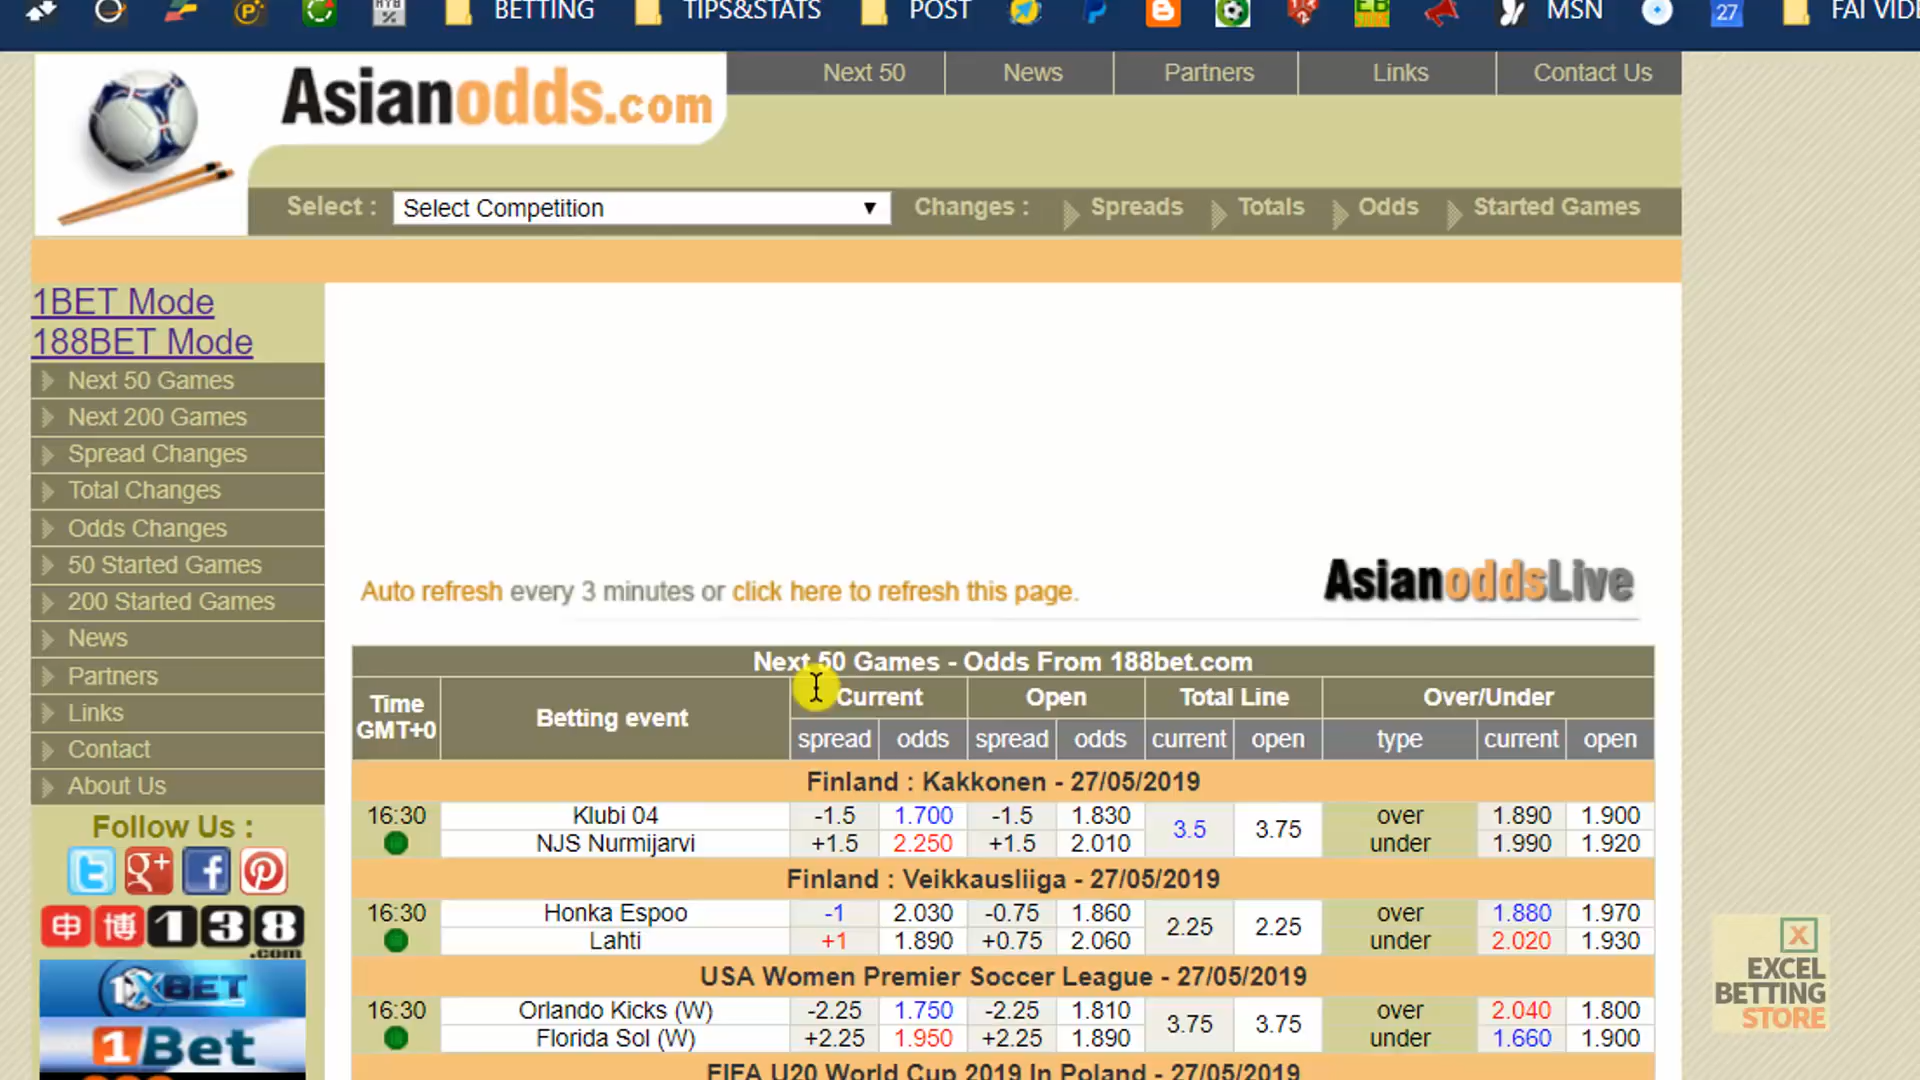 BETTING TIPS&STATS POST EB MSN 27
Next 50 News Partners Links Contact Us
Asianodds.com
Select : Select Competition Changes : Spreads Totals Odds Started Games
1BET Mode
188BET Mode
Next 50 Games
Next 200 Games
Spread Changes
Total Changes
Odds Changes
50 Started Games
200 Started Games
News
Partners
Links
Contact
About Us
Follow Us :
申博138
.com
1XBET
1Bet
Auto refresh every 3 minutes or click here to refresh this page.
AsianoddsLive
Next 50 Games - Odds From 188bet.com
Time GMT+0 Betting event Current Open Total Line Over/Under
spread odds spread odds current open type current open
Finland : Kakkonen - 27/05/2019
16:30 Klubi 04 -1.5 1.700 -1.5 1.830 3.5 3.75 over 1.890 1.900
NJS Nurmijarvi +1.5 2.250 +1.5 2.010 under 1.990 1.920
Finland : Veikkausliiga - 27/05/2019
16:30 Honka Espoo -1 2.030 -0.75 1.860 2.25 2.25 over 1.880 1.970
Lahti +1 1.890 +0.75 2.060 under 2.020 1.930
USA Women Premier Soccer League - 27/05/2019
16:30 Orlando Kicks (W) -2.25 1.750 -2.25 1.810 3.75 3.75 over 2.040 1.800
Florida Sol (W) +2.25 1.950 +2.25 1.890 under 1.660 1.900
FIFA U20 World Cup 2019 In Poland - 27/05/2019
X
EXCEL
BETTING
STORE